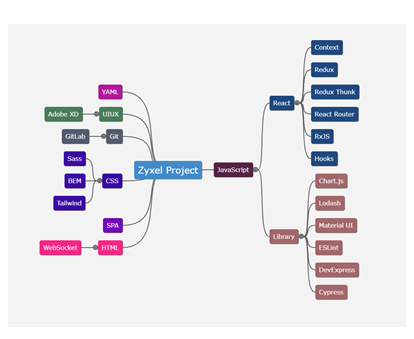 Context
Redux
YAML
Redux Thunk
React
Adobe XD
UIUX
React Router
GitLab
Git
RxJS
Sass
Hooks
Zyxel Project
JavaScript
BEM
CSS
Chart.js
Tailwind
Lodash
SPA
Material UI
Library
WebSocket
HTML
ESLint
DevExpress
Cypress